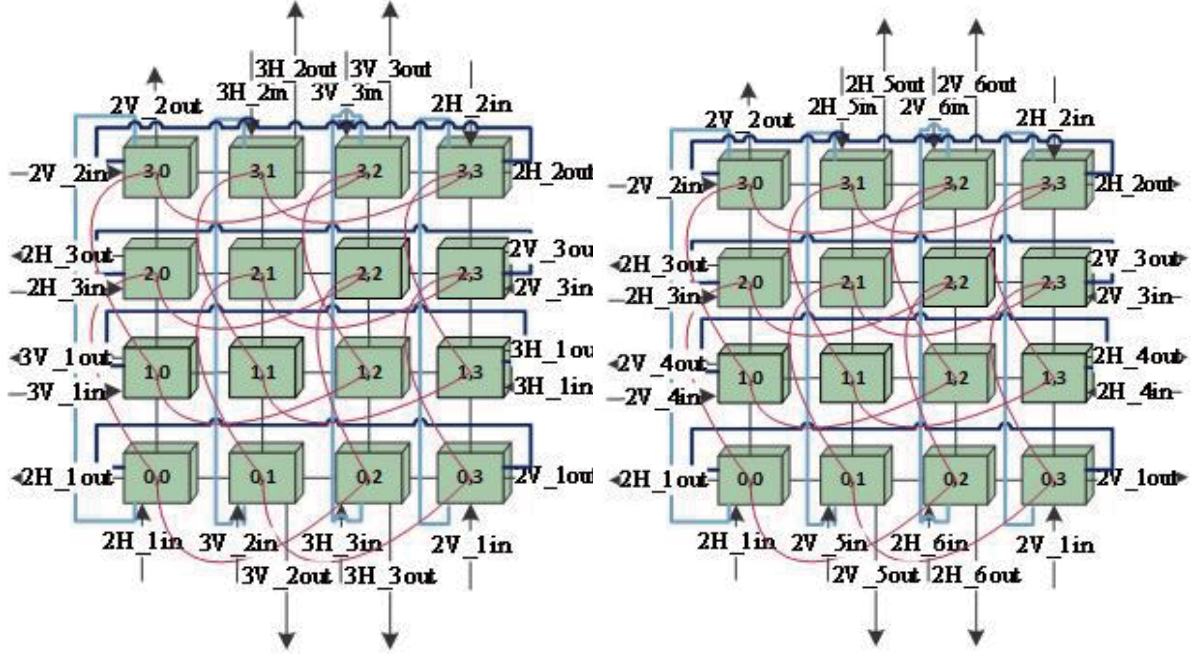 3H_2out 3V_3out
3H_2in 3V_3in
2V_2out 2H_2in
2V_2in 3,0 3,1 3,2 3,3 2H_2out
2H_3out 2V_3out
2,0 2,1 2,2 2,3
2H_3in 2V_3in
3V_1out 3H_1out
1,0 1,1 1,2 1,3
3V_1in 3H_1in
2H_1out 0,0 0,1 0,2 0,3 2V_1out
2H_1in 3V_2in 3H_3in 2V_1in
3V_2out 3H_3out
2H_5out 2V_6out
2H_5in 2V_6in
2V_2out 2H_2in
2V_2in 3,0 3,1 3,2 3,3 2H_2out
2H_3out 2V_3out
2,0 2,1 2,2 2,3
2H_3in 2V_3in
2V_4out 2H_4out
1,0 1,1 1,2 1,3
2V_4in 2H_4in
2H_1out 0,0 0,1 0,2 0,3 2V_1out
2H_1in 2V_5in 2H_6in 2V_1in
2V_5out 2H_6out